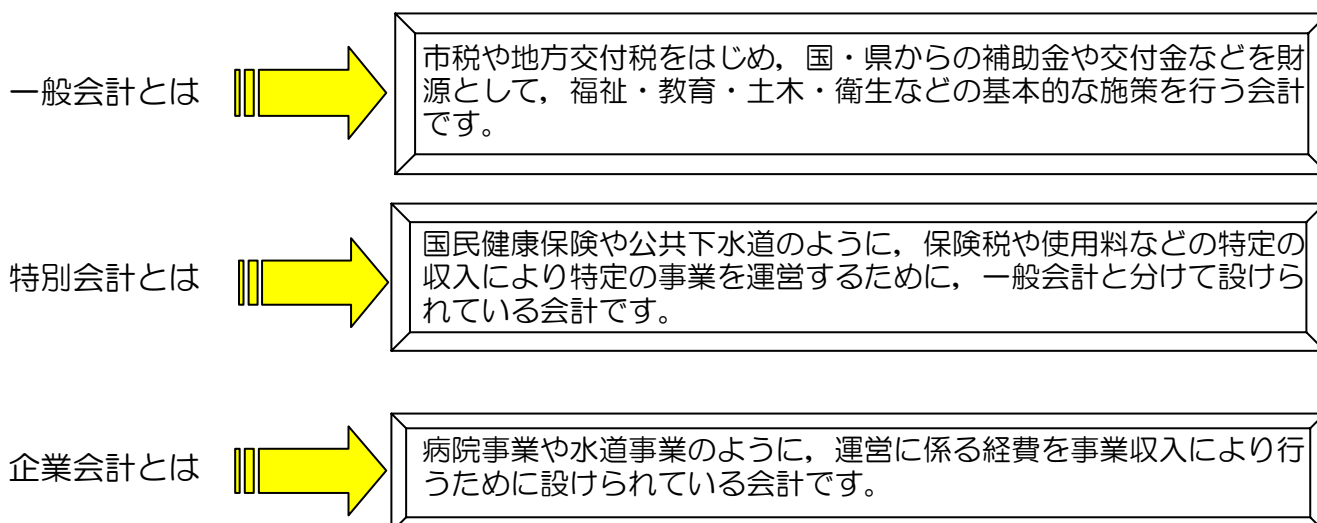 一般会計とは
市税や地方交付税をはじめ，国・県からの補助金や交付金などを財
源として，福祉・教育・土木・衛生などの基本的な施策を行う会計
です。
特別会計とは
国民健康保険や公共下水道のように，保険税や使用料などの特定の
収入により特定の事業を運営するために，一般会計と分けて設けら
れている会計です。
企業会計とは
病院事業や水道事業のように，運営に係る経費を事業収入により行
うために設けられている会計です。